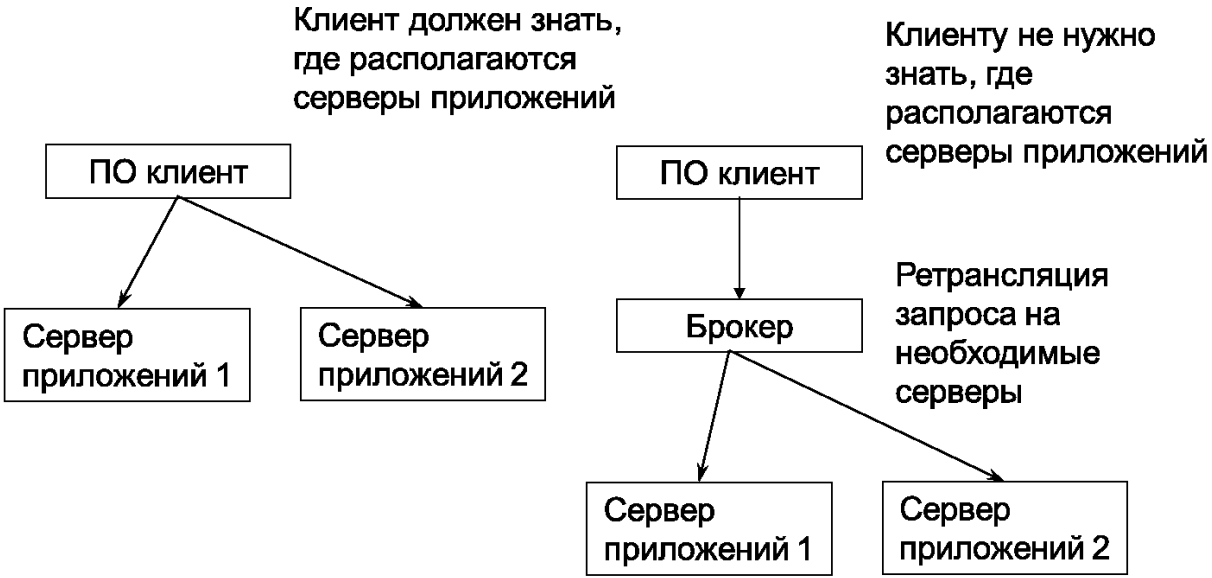 Клиент должен знать,
где располагаются
серверы приложений
ПО клиент
Сервер
приложений 1
Сервер
приложений 2
Клиенту не нужно
знать, где
располагаются
серверы приложений
ПО клиент
Брокер
Ретрансляция
запроса на
необходимые
серверы
Сервер
приложений 1
Сервер
приложений 2